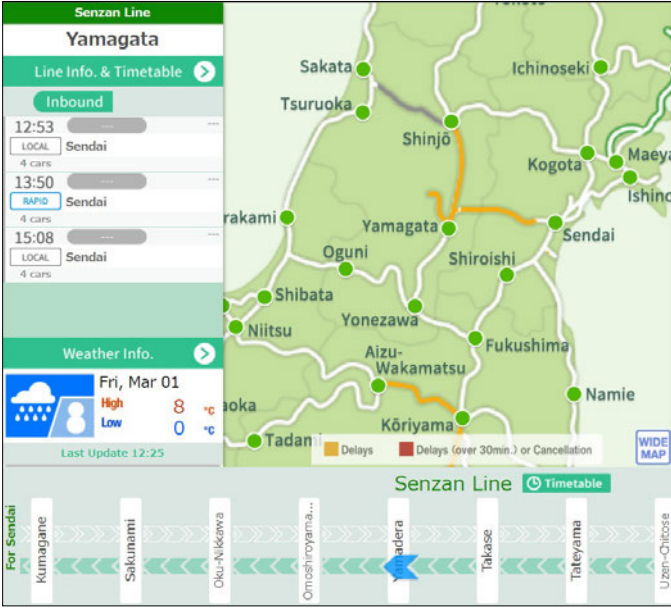 Senzan Line
Yamagata
Line Info. & Timetable
Inbound
12:53 --- ---
LOCAL Sendai
4 cars
13:50 --- ---
RAPID Sendai
4 cars
15:08 --- ---
LOCAL Sendai
4 cars
Weather Info.
Fri, Mar 01
High 8 °C
Low 0 °C
Last Update 12:25
Sakata
Ichinoseki
Tsuruoka
Shinjō
Kogota
Maeya
Ishino
rakami
Yamagata
Sendai
Oguni
Shiroishi
Shibata
Niitsu
Yonezawa
Fukushima
Aizu-
Wakamatsu
Namie
aoka
Kōriyama
Tadami
Delays
Delays (over 30min.) or Cancellation
WIDE
MAP
Senzan Line
Timetable
For Sendai
Kumagane
Sakunami
Oku-Nikkawa
Omoshiroyama...
Yamadera
Takase
Tateyama
Uzen-Chitose